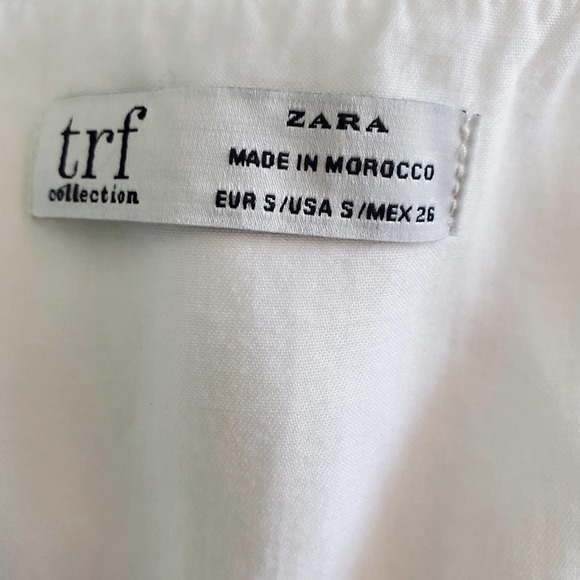 trf
collection
ZARA
MADE IN MOROCCO
EUR S/USA S/MEX 26